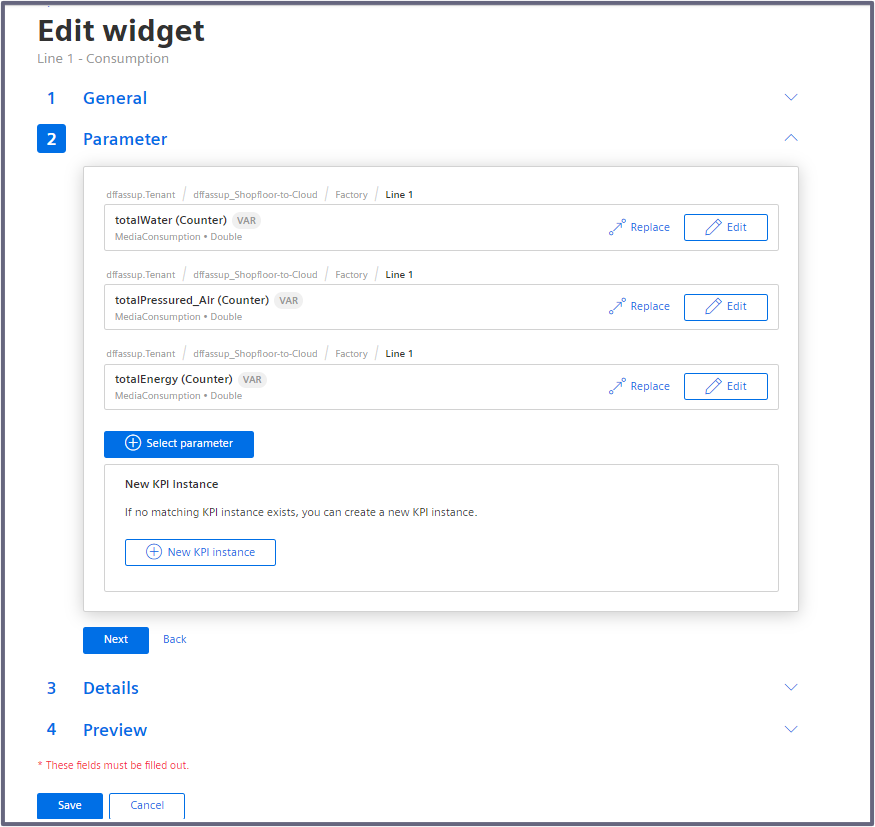 Edit widget
Line 1 - Consumption
1 General
2 Parameter
dffassup.Tenant / dffassup_Shopfloor-to-Cloud / Factory / Line 1
totalWater (Counter) VAR
MediaConsumption • Double
Replace
Edit
dffassup.Tenant / dffassup_Shopfloor-to-Cloud / Factory / Line 1
totalPressured_Air (Counter) VAR
MediaConsumption • Double
Replace
Edit
dffassup.Tenant / dffassup_Shopfloor-to-Cloud / Factory / Line 1
totalEnergy (Counter) VAR
MediaConsumption • Double
Replace
Edit
Select parameter
New KPI Instance
If no matching KPI instance exists, you can create a new KPI instance.
New KPI instance
Next
Back
3 Details
4 Preview
* These fields must be filled out.
Save
Cancel